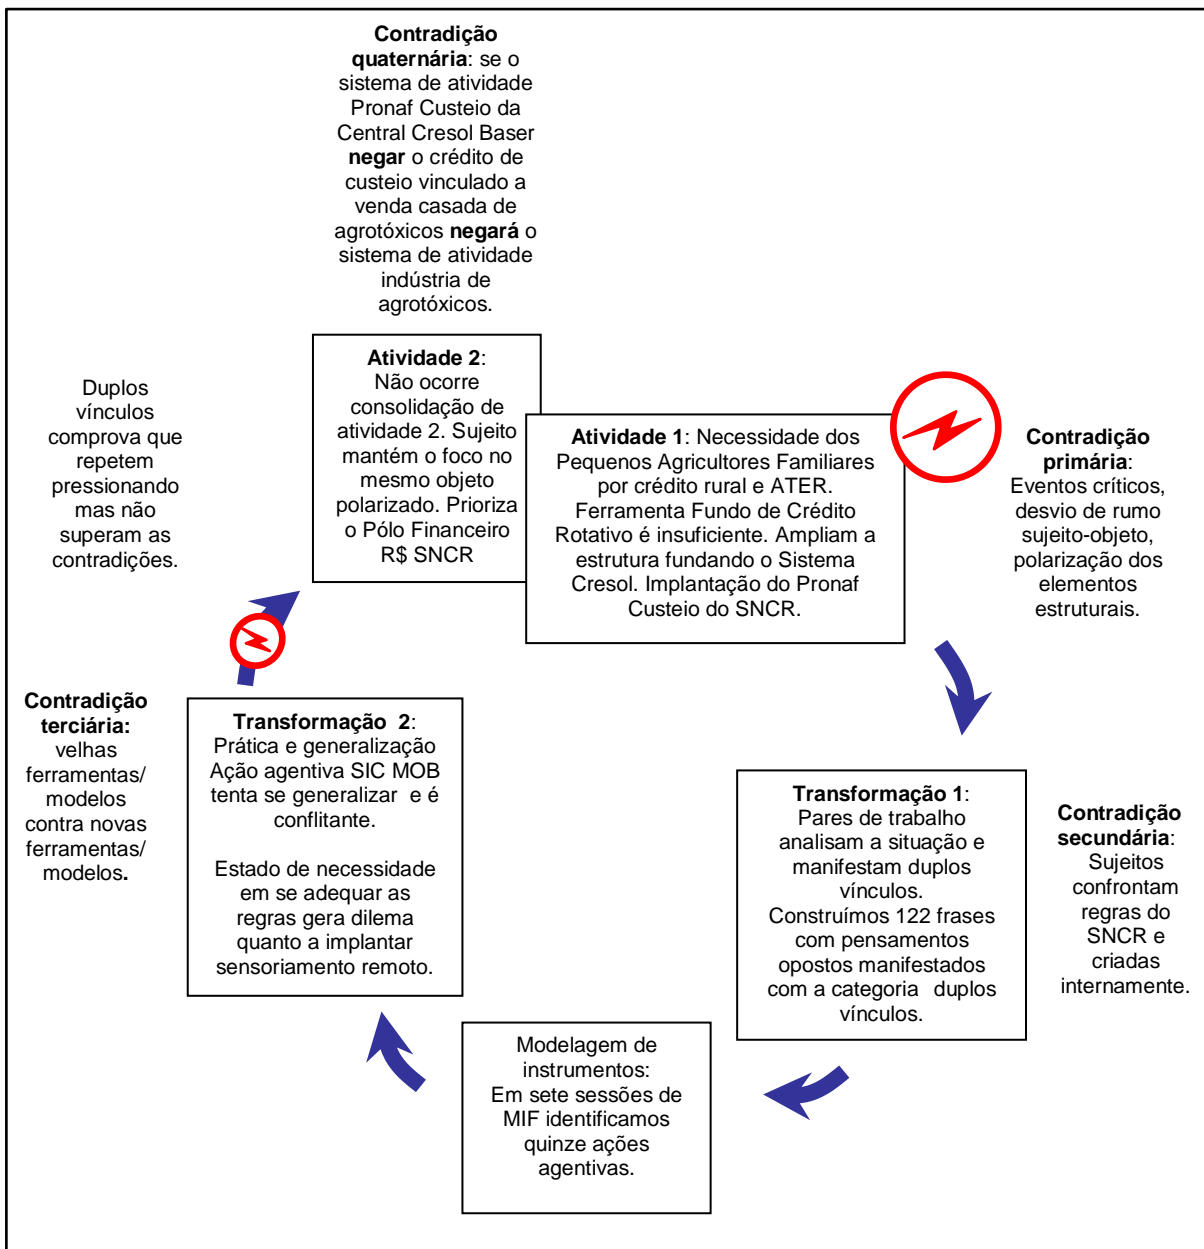 Contradição
quaternária: se o
sistema de atividade
Pronaf Custeio da
Central Cresol Baser
negar o crédito de
custeio vinculado a
venda casada de
agrotóxicos negará o
sistema de atividade
indústria de
agrotóxicos.
Atividade 2:
Não ocorre
consolidação de
atividade 2. Sujeito
mantém o foco no
mesmo objeto
polarizado. Prioriza
o Pólo Financeiro
R$ SNCR
Duplos
vínculos
comprova que
repetem
pressionando
mas não
superam as
contradições.
Atividade 1: Necessidade dos
Pequenos Agricultores Familiares
por crédito rural e ATER.
Ferramenta Fundo de Crédito
Rotativo é insuficiente. Ampliam a
estrutura fundando o Sistema
Cresol. Implantação do Pronaf
Custeio do SNCR.
Contradição
primária:
Eventos críticos,
desvio de rumo
sujeito-objeto,
polarização dos
elementos
estruturais.
Contradição
terciária:
velhas
ferramentas/
modelos
contra novas
ferramentas/
modelos.
Transformação 2:
Prática e generalização
Ação agentiva SIC MOB
tenta se generalizar e é
conflitante.
Estado de necessidade
em se adequar as
regras gera dilema
quanto a implantar
sensoriamento remoto.
Transformação 1:
Pares de trabalho
analisam a situação e
manifestam duplos
vínculos.
Construímos 122 frases
com pensamentos
opostos manifestados
com a categoria duplos
vínculos.
Contradição
secundária:
Sujeitos
confrontam
regras do
SNCR e
criadas
internamente.
Modelagem de
instrumentos:
Em sete sessões de
MIF identificamos
quinze ações
agentivas.